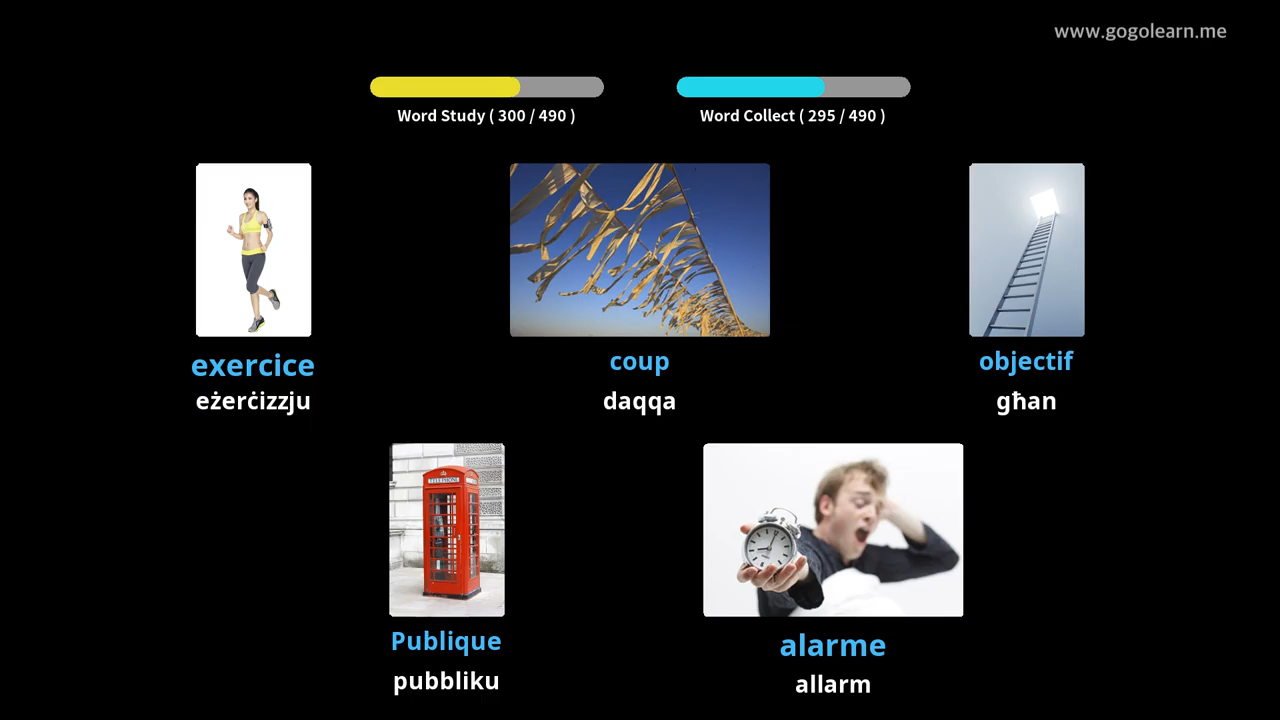 www.gogolearn.me
Word Study ( 300 / 490 )
Word Collect ( 295 / 490 )
exercice
eżerċizzju
coup
daqqa
objectif
għan
TELEPHONE
Publique
pubbliku
alarme
allarm